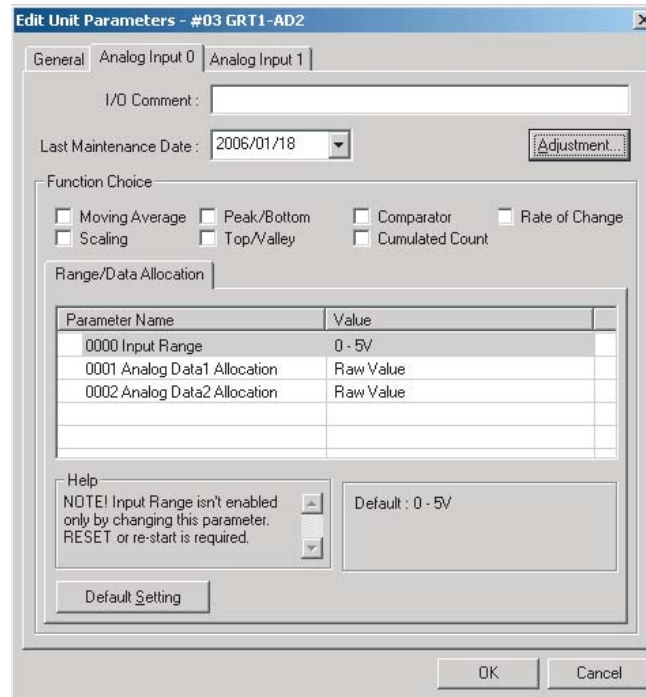 Edit Unit Parameters - #03 GRT1-AD2
General Analog Input 0 Analog Input 1
I/O Comment :
Last Maintenance Date : 2006/01/18 Adjustment...
Function Choice
Moving Average Peak/Bottom Comparator Rate of Change
Scaling Top/Valley Cumulated Count
Range/Data Allocation
Parameter Name Value
0000 Input Range 0 - 5V
0001 Analog Data1 Allocation Raw Value
0002 Analog Data2 Allocation Raw Value
Help
NOTE! Input Range isn't enabled
only by changing this parameter.
RESET or re-start is required.
Default : 0 - 5V
Default Setting
OK Cancel